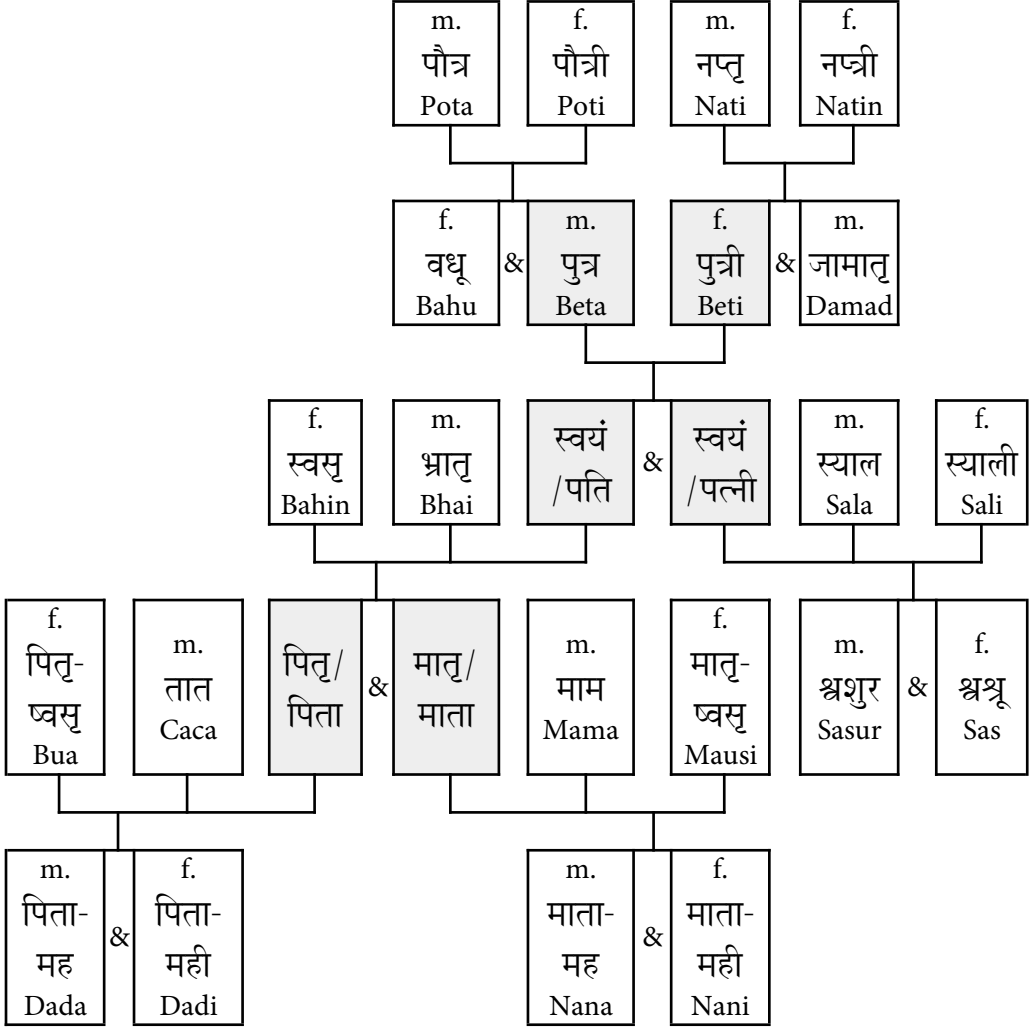 m.
पौत्र
Pota
f.
पौत्री
Poti
m.
नप्तृ
Nati
f.
नप्त्री
Natin
f.
वधू
Bahu
&
m.
पुत्र
Beta
f.
पुत्री
Beti
&
m.
जामातृ
Damad
f.
स्वसृ
Bahin
m.
भ्रातृ
Bhai
स्वयं
/पति
&
स्वयं
/पत्नी
m.
स्याल
Sala
f.
स्याली
Sali
f.
पितृ-
ष्वसृ
Bua
m.
तात
Caca
पितृ/
पिता
&
मातृ/
माता
m.
माम
Mama
f.
मातृ-
ष्वसृ
Mausi
m.
श्वशुर
Sasur
&
f.
श्वश्रू
Sas
m.
पिता-
मह
Dada
&
f.
पिता-
मही
Dadi
m.
माता-
मह
Nana
&
f.
माता-
मही
Nani